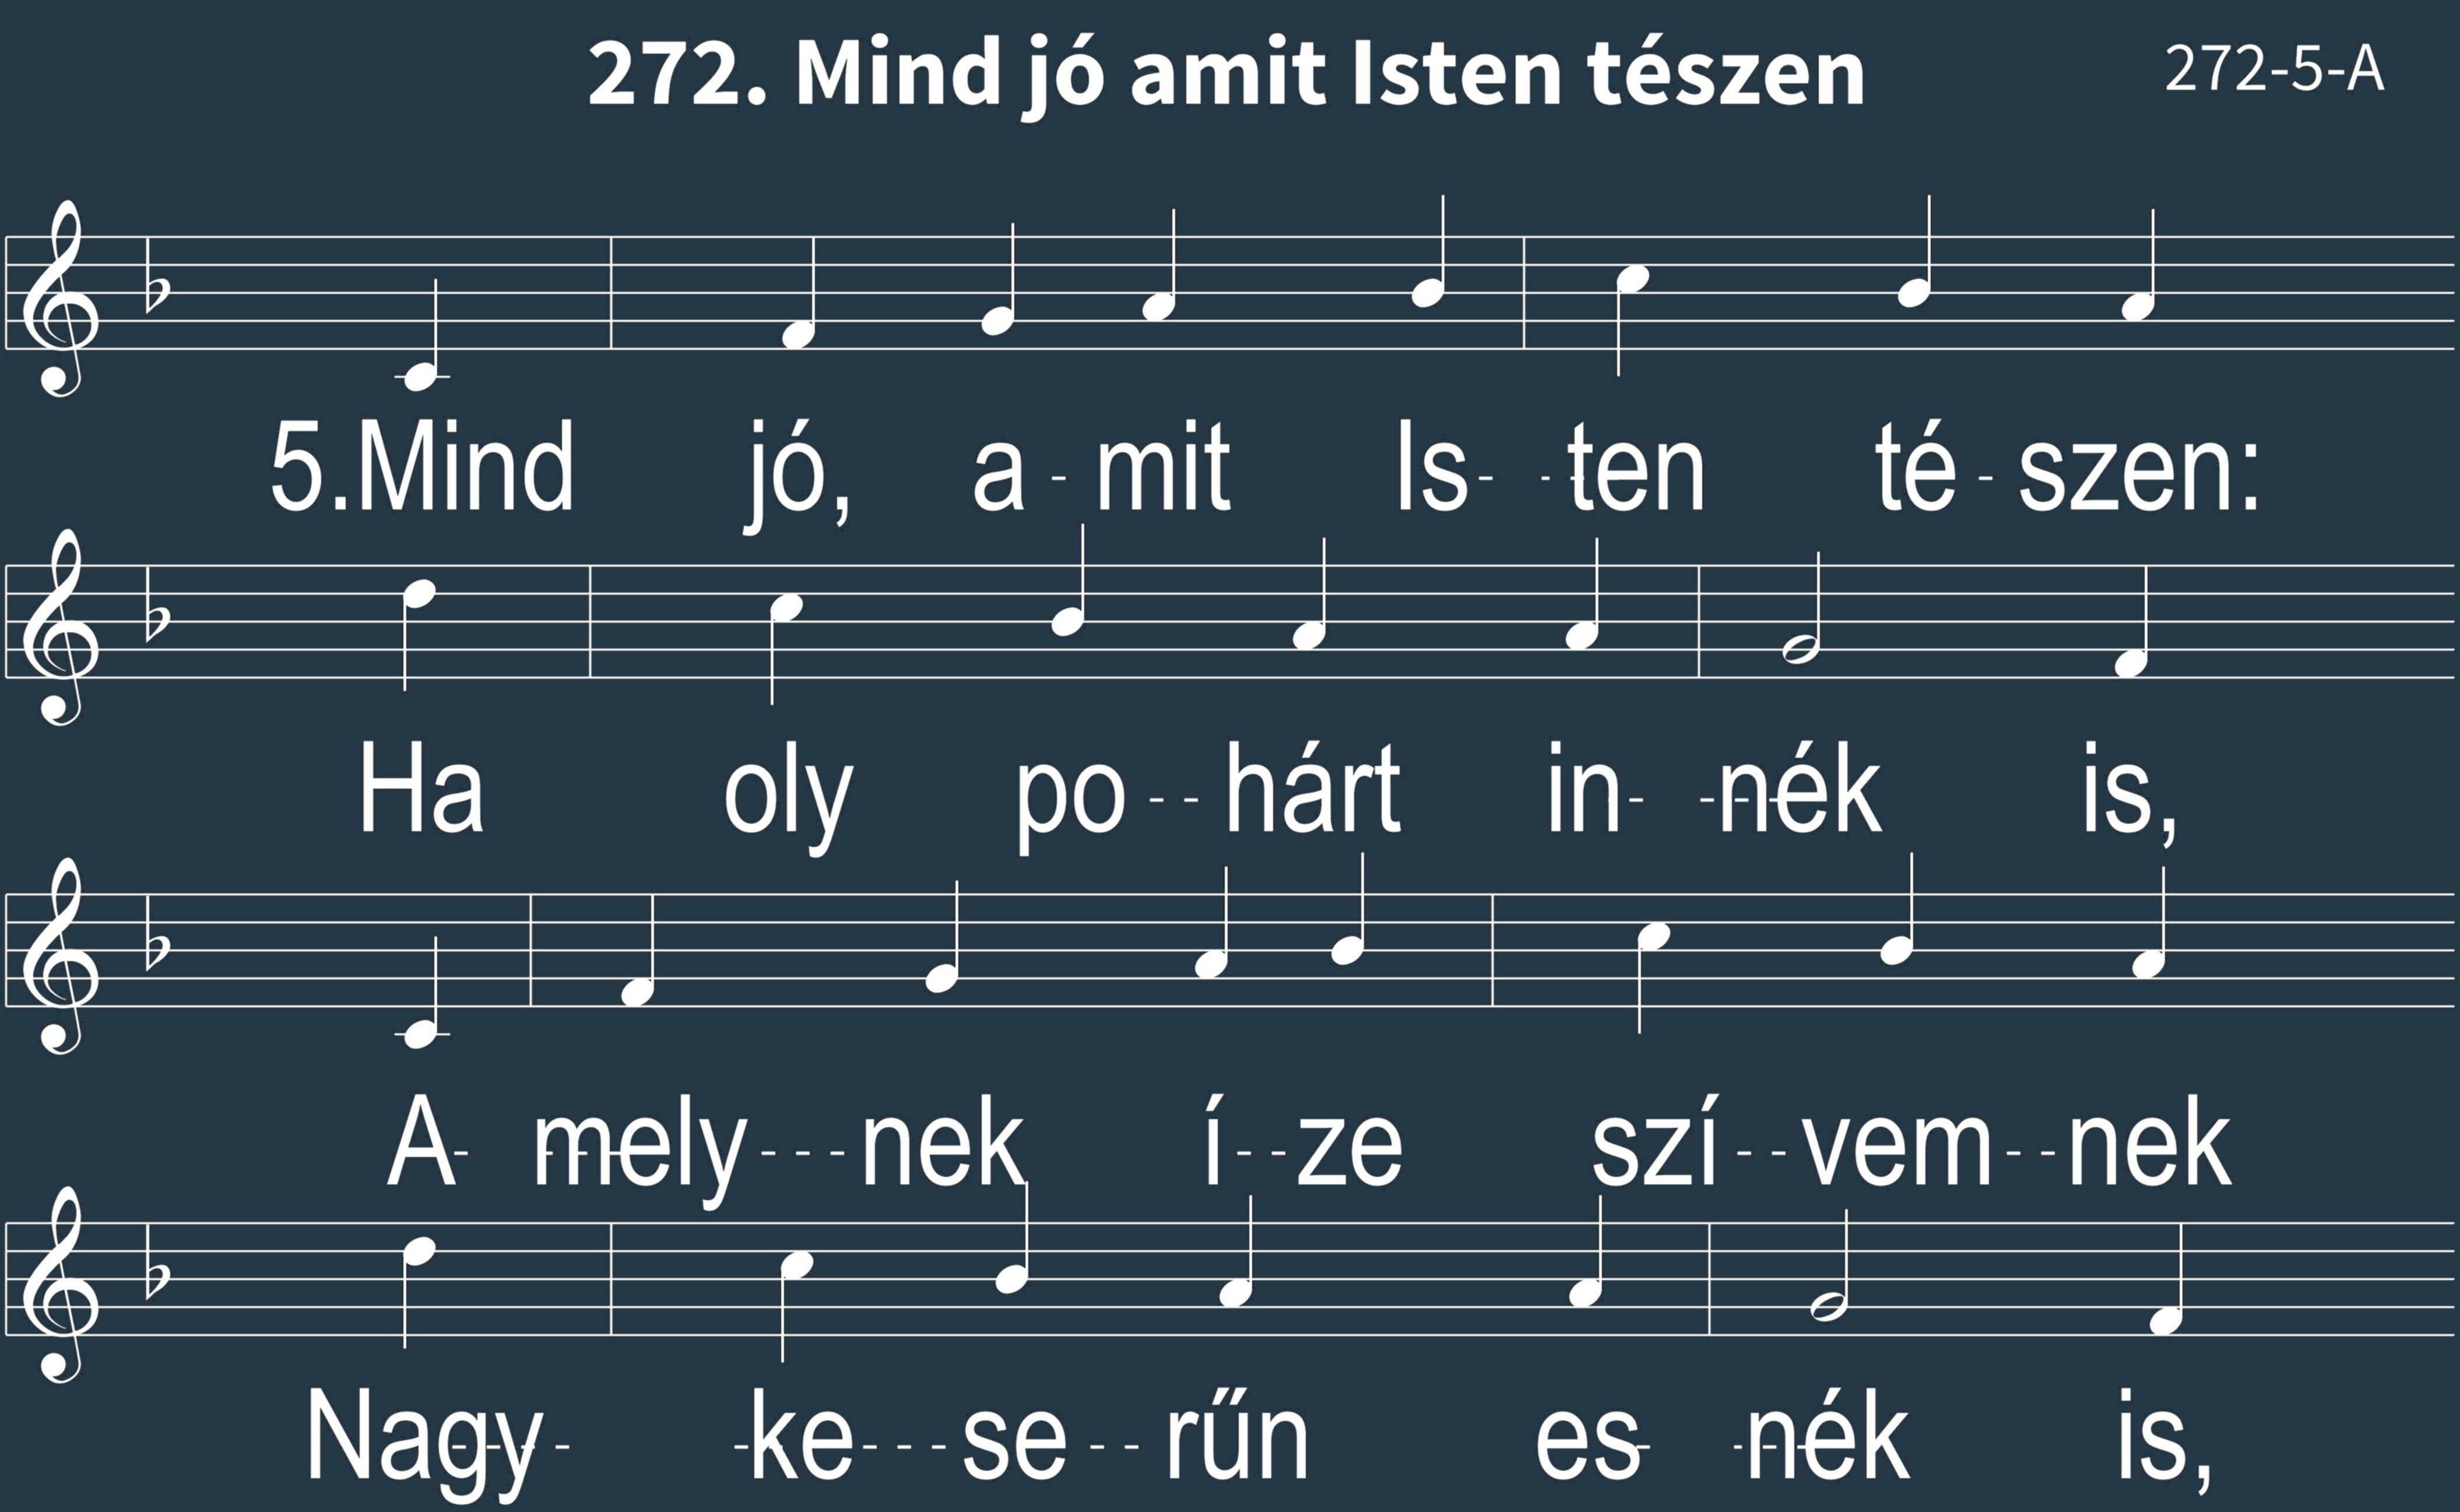 272. Mind jó amit Isten tészen
272-5-A
5.Mind jó, a - mit Is- - -ten té - szen:
Ha oly po - - hárt in- - - - -nék is,
A- - - -mely - - - nek í - - ze szí - - vem - - nek
Nagy - - - - - -ke - - - se - - rűn es- - - -nék is,